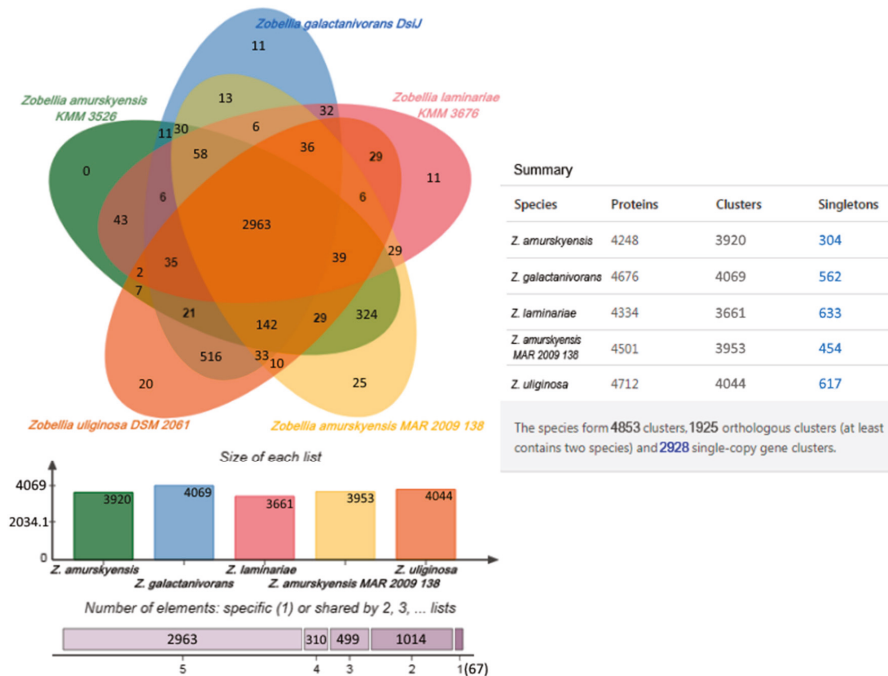 Zobellia galactanivorans DsiJ
11
Zobellia amurskyensis
KMM 3526
Zobellia laminariae
KMM 3676
13
32
11 30
6
58
36
29
0
11
6
6
43
2963
29
35
39
2
7
21
142
29
324
516
33
10
20
25
Zobellia uliginosa DSM 2061
Zobellia amurskyensis MAR 2009 138
Summary
Species Proteins Clusters Singletons
Z. amurskyensis 4248 3920 304
Z. galactanivorans 4676 4069 562
Z. laminariae 4334 3661 633
Z. amurskyensis
MAR 2009 138 4501 3953 454
Z. uliginosa 4712 4044 617
The species form 4853 clusters, 1925 orthologous clusters (at least
contains two species) and 2928 single-copy gene clusters.
Size of each list
4069
2034.1
0
3920 4069 3661 3953 4044
Z. amurskyensis Z. laminariae Z. uliginosa
Z. galactanivorans Z. amurskyensis MAR 2009 138
Number of elements: specific (1) or shared by 2, 3, ... lists
2963 310 499 1014
5 4 3 2 1(67)